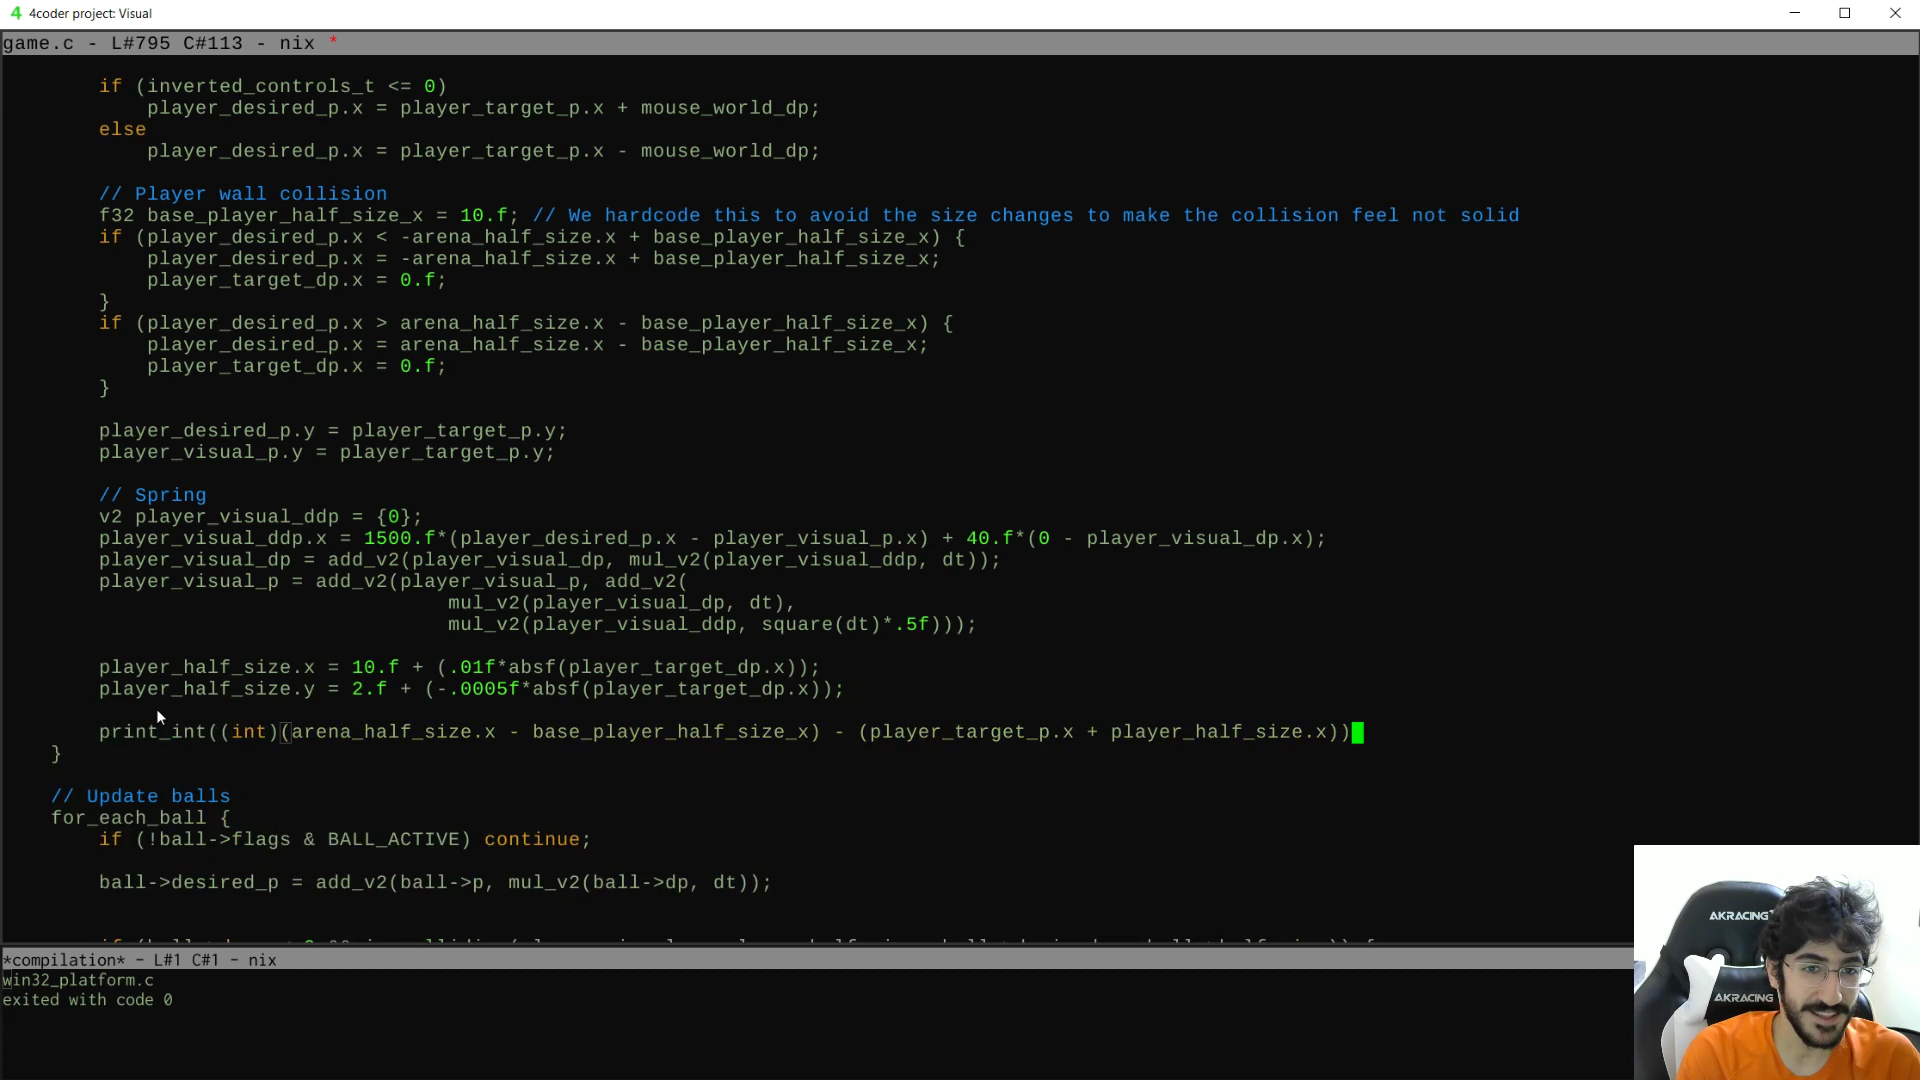 4 4coder project: Visual
game.c - L#795 C#113 - nix *
if (inverted_controls_t <= 0)
player_desired_p.x = player_target_p.x + mouse_world_dp;
else
player_desired_p.x = player_target_p.x - mouse_world_dp;
// Player wall collision
f32 base_player_half_size_x = 10.f; // We hardcode this to avoid the size changes to make the collision feel not solid
if (player_desired_p.x < -arena_half_size.x + base_player_half_size_x) {
player_desired_p.x = -arena_half_size.x + base_player_half_size_x;
player_target_dp.x = 0.f;
}
if (player_desired_p.x > arena_half_size.x - base_player_half_size_x) {
player_desired_p.x = arena_half_size.x - base_player_half_size_x;
player_target_dp.x = 0.f;
}
player_desired_p.y = player_target_p.y;
player_visual_p.y = player_target_p.y;
// Spring
v2 player_visual_ddp = {0};
player_visual_ddp.x = 1500.f*(player_desired_p.x - player_visual_p.x) + 40.f*(0 - player_visual_dp.x);
player_visual_dp = add_v2(player_visual_dp, mul_v2(player_visual_ddp, dt));
player_visual_p = add_v2(player_visual_p, add_v2(
mul_v2(player_visual_dp, dt),
mul_v2(player_visual_ddp, square(dt)*.5f)));
player_half_size.x = 10.f + (.01f*absf(player_target_dp.x));
player_half_size.y = 2.f + (-.0005f*absf(player_target_dp.x));
print_int((int)(arena_half_size.x - base_player_half_size_x) - (player_target_p.x + player_half_size.x))
}
// Update balls
for_each_ball {
if (!ball->flags & BALL_ACTIVE) continue;
ball->desired_p = add_v2(ball->p, mul_v2(ball->dp, dt));
*compilation* - L#1 C#1 - nix
win32_platform.c
exited with code 0
AKRACING
AKRACING